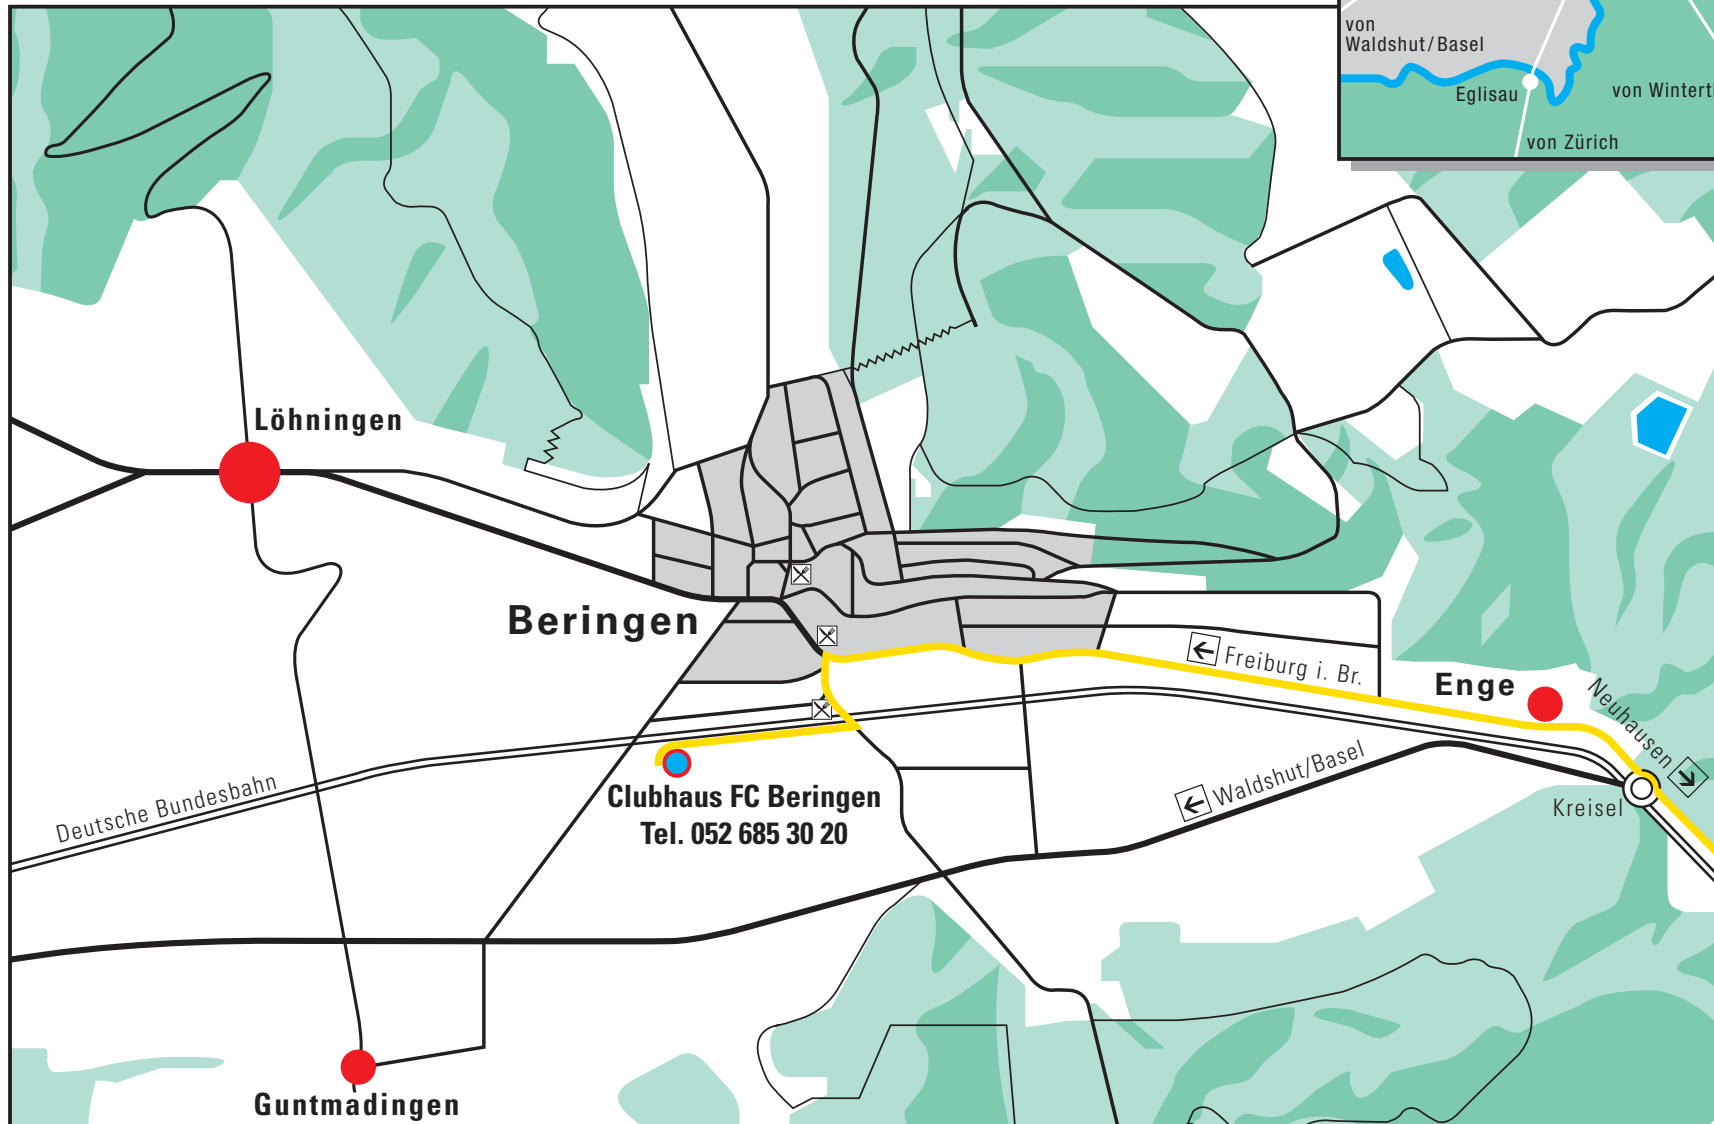 von
Waldshut/Basel
Eglisau
von Zürich
Löhningen
Beringen
Freiburg i. Br.
Enge
Neuhausen
Waldshut/Basel
Kreisel
Deutsche Bundesbahn
Clubhaus FC Beringen
Tel. 052 685 30 20
Guntmadingen
von